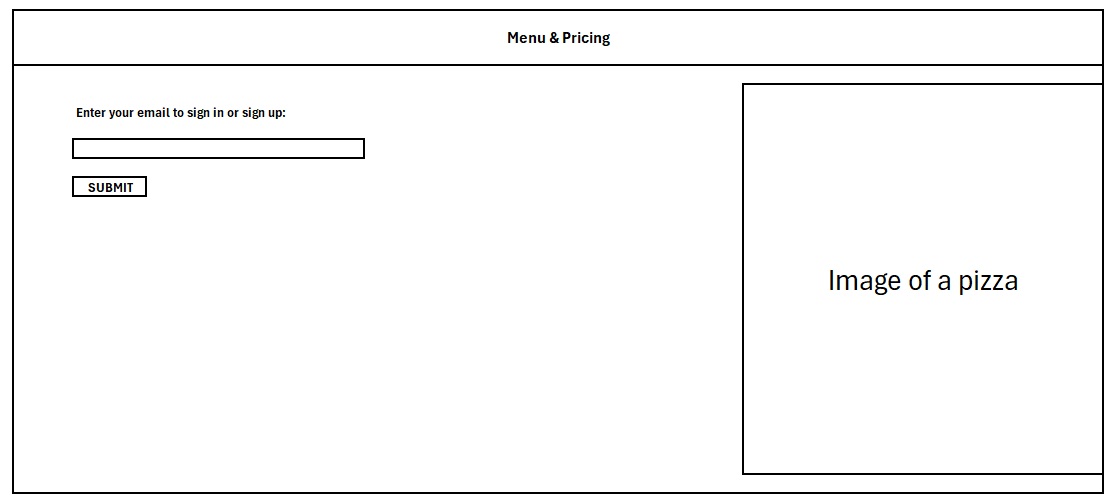 Menu & Pricing
Enter your email to sign in or sign up:
SUBMIT
Image of a pizza